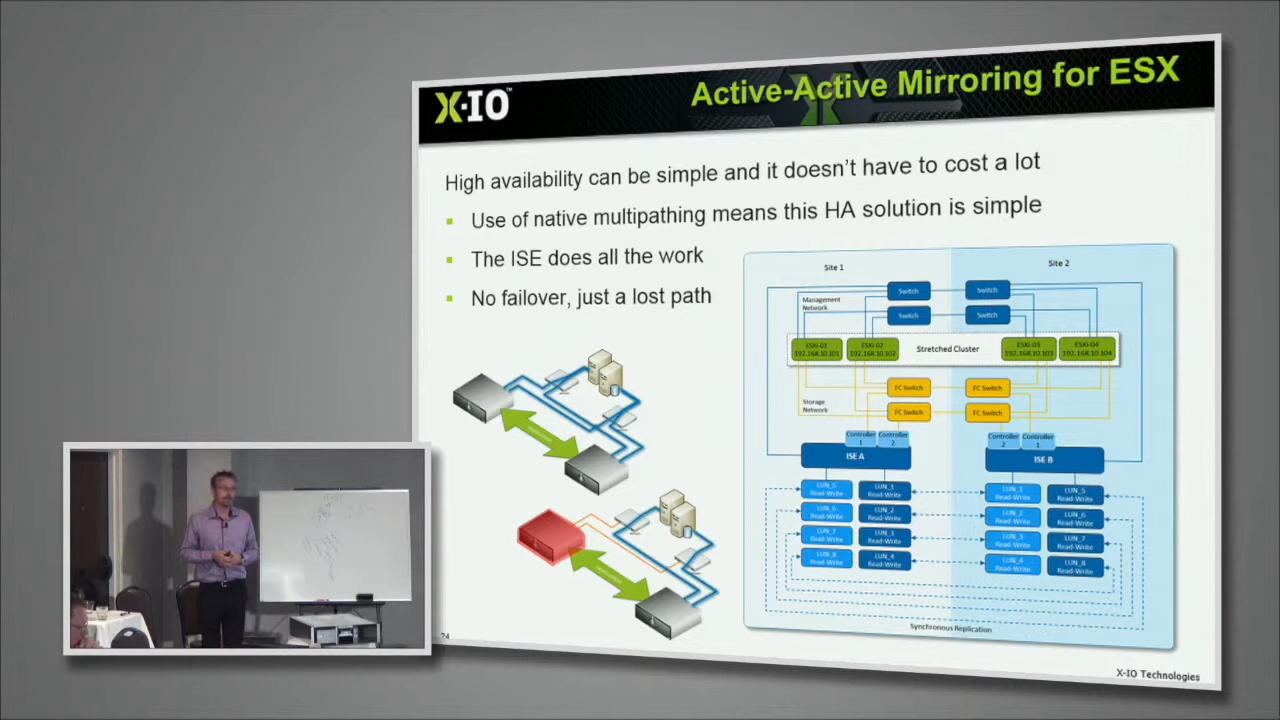 X-IO™
Active-Active Mirroring for ESX
High availability can be simple and it doesn't have to cost a lot
Use of native multipathing means this HA solution is simple
The ISE does all the work
No failover, just a lost path
Site 1
Site 2
Switch
Switch
Management
Network
Switch
Switch
ESXi-01
192.168.10.101
ESXi-02
192.168.10.102
Stretched Cluster
ESXi-03
192.168.10.103
ESXi-04
192.168.10.104
FC Switch
FC Switch
Storage
Network
FC Switch
FC Switch
Controller
1
Controller
2
Controller
2
Controller
1
ISE A
ISE B
LUN_5
Read-Write
LUN_1
Read-Write
LUN_1
Read-Write
LUN_5
Read-Write
LUN_6
Read-Write
LUN_2
Read-Write
LUN_2
Read-Write
LUN_6
Read-Write
LUN_7
Read-Write
LUN_3
Read-Write
LUN_3
Read-Write
LUN_7
Read-Write
LUN_8
Read-Write
LUN_4
Read-Write
LUN_4
Read-Write
LUN_8
Read-Write
Synchronous Replication
24
X-IO Technologies